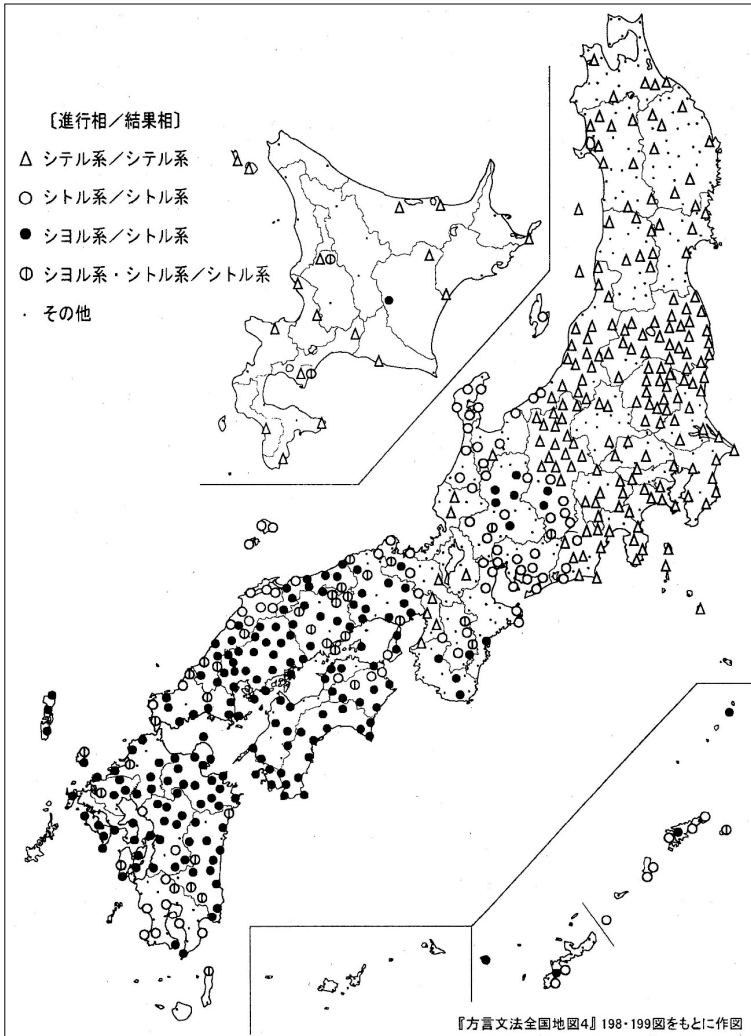 〔進行相／結果相〕
△ シテル系／シテル系
○ シトル系／シトル系
● シヨル系／シトル系
⦶ シヨル系・シトル系／シトル系
・ その他
『方言文法全国地図4』198・199図をもとに作図